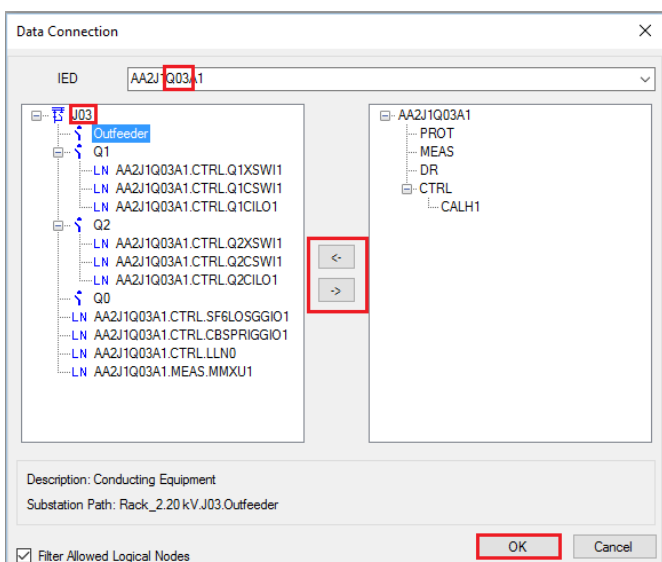 Data Connection
IED
AA2J1Q03A1
J03
Outfeeder
Q1
LN AA2J1Q03A1.CTRL.Q1XSWI1
LN AA2J1Q03A1.CTRL.Q1CSWI1
LN AA2J1Q03A1.CTRL.Q1CILO1
Q2
LN AA2J1Q03A1.CTRL.Q2XSWI1
LN AA2J1Q03A1.CTRL.Q2CSWI1
LN AA2J1Q03A1.CTRL.Q2CILO1
Q0
LN AA2J1Q03A1.CTRL.SF6LOSGGIO1
LN AA2J1Q03A1.CTRL.CBSPRIGGIO1
LN AA2J1Q03A1.CTRL.LLN0
LN AA2J1Q03A1.MEAS.MMXU1
<-
->
AA2J1Q03A1
PROT
MEAS
DR
CTRL
CALH1
Description: Conducting Equipment
Substation Path: Rack_2.20 kV.J03.Outfeeder
Filter Allowed Logical Nodes
OK
Cancel